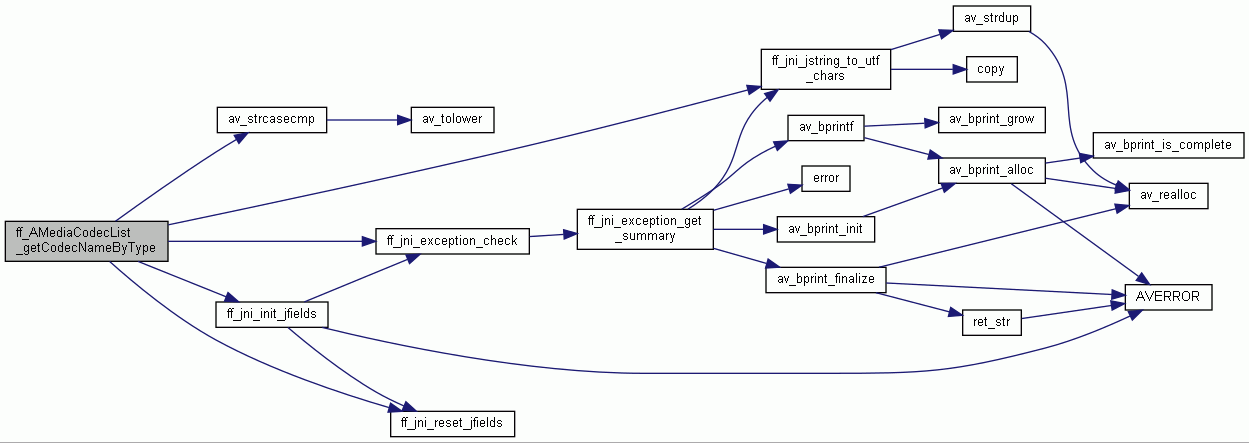 av_strdup
ff_jni_jstring_to_utf
_chars
copy
av_strcasecmp
av_tolower
av_bprintf
av_bprint_grow
av_bprint_is_complete
av_bprint_alloc
error
av_realloc
ff_AMediaCodecList
_getCodecNameByType
ff_jni_exception_check
ff_jni_exception_get
_summary
av_bprint_init
av_bprint_finalize
AVERROR
ff_jni_init_jfields
ret_str
ff_jni_reset_jfields